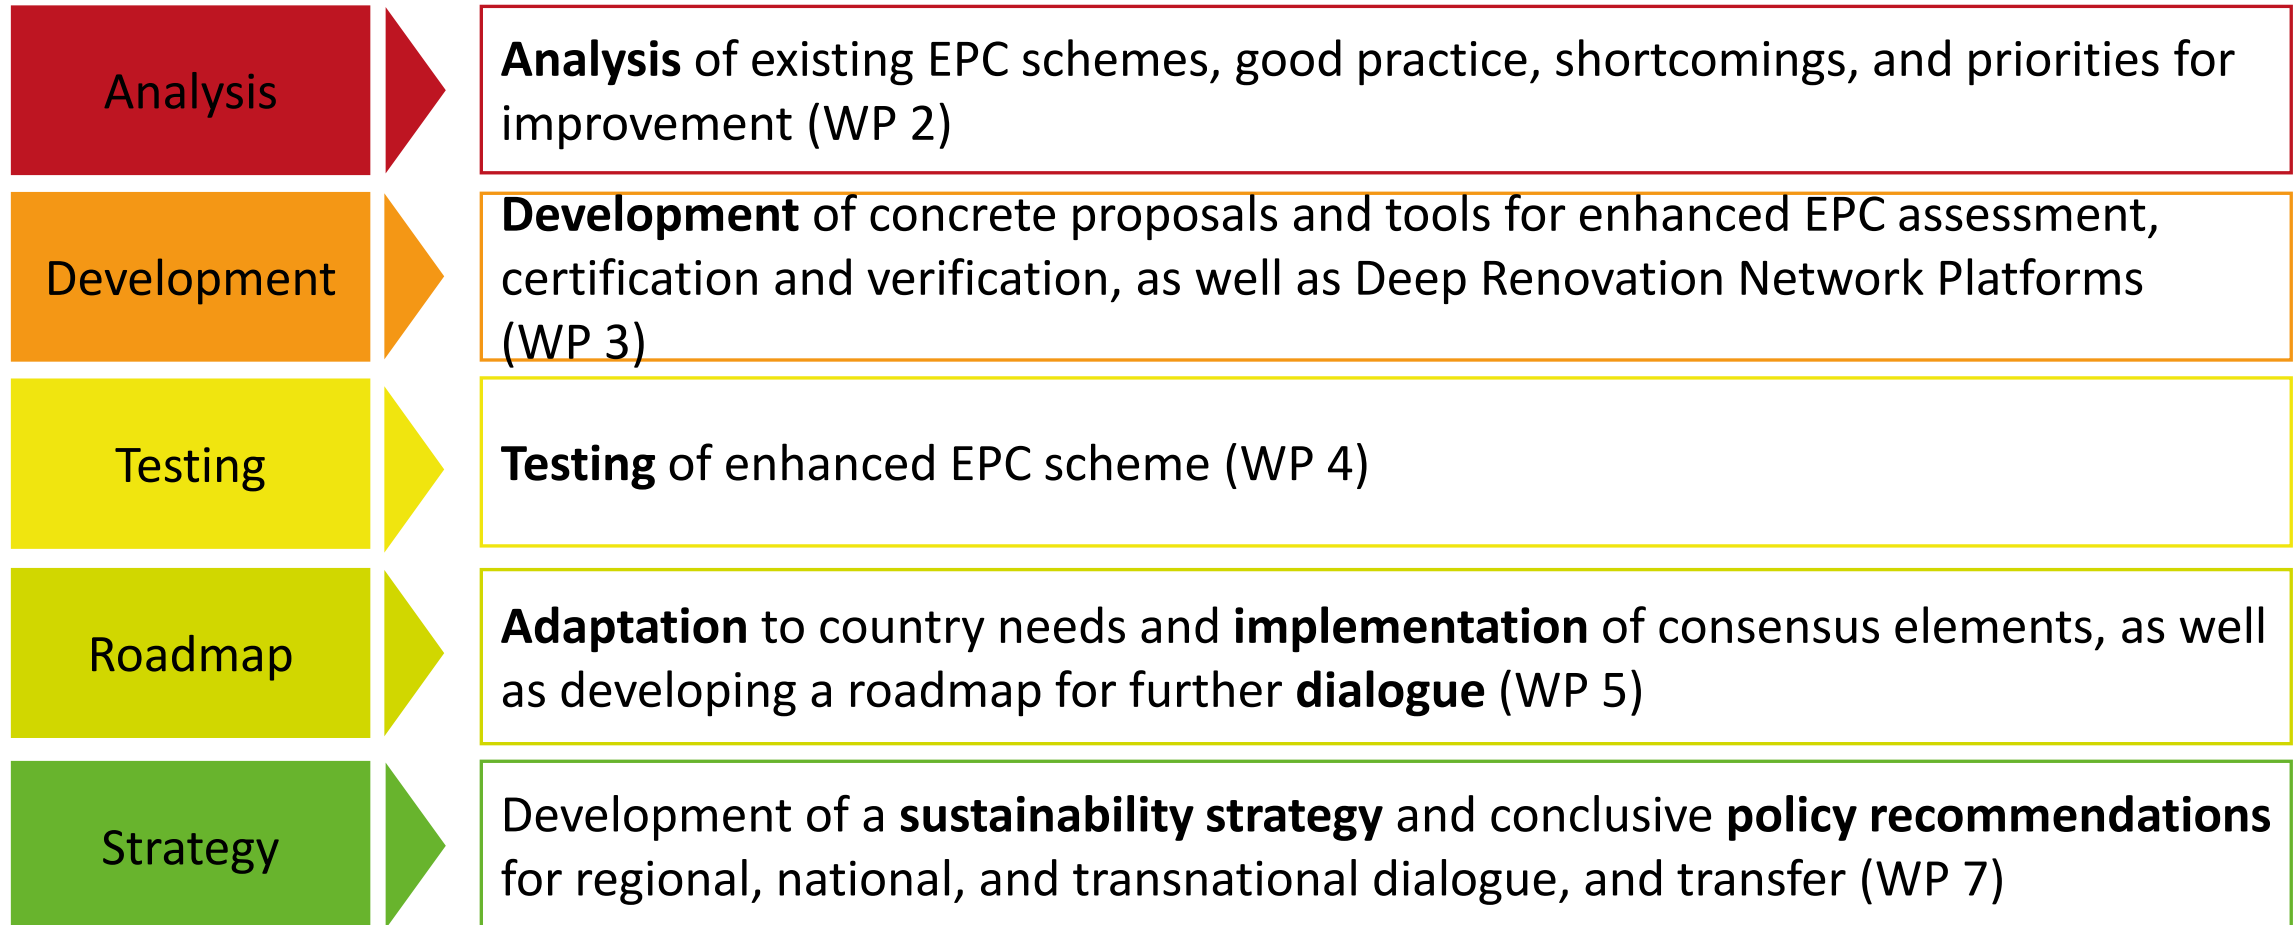 Analysis
Analysis of existing EPC schemes, good practice, shortcomings, and priorities for
improvement (WP 2)
Development
Development of concrete proposals and tools for enhanced EPC assessment,
certification and verification, as well as Deep Renovation Network Platforms
(WP 3)
Testing
Testing of enhanced EPC scheme (WP 4)
Roadmap
Adaptation to country needs and implementation of consensus elements, as well
as developing a roadmap for further dialogue (WP 5)
Strategy
Development of a sustainability strategy and conclusive policy recommendations
for regional, national, and transnational dialogue, and transfer (WP 7)